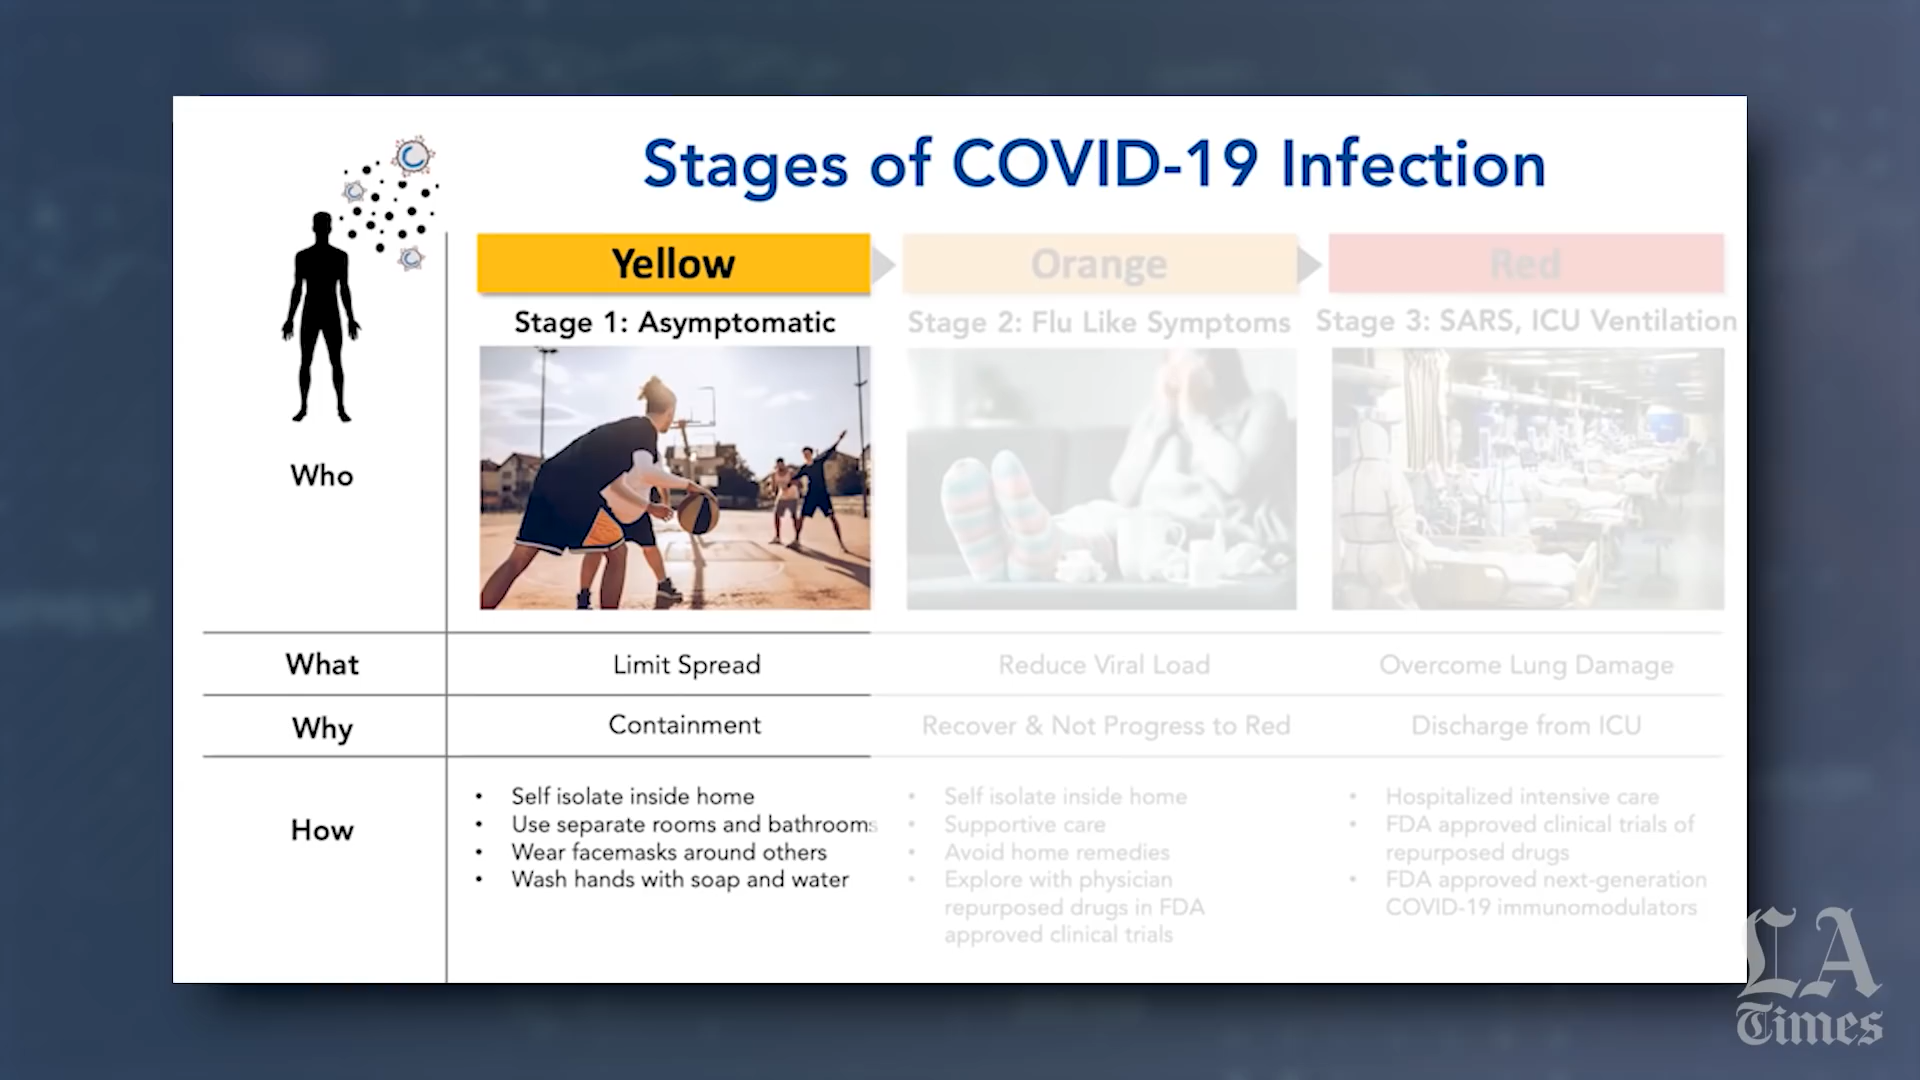 Stages of COVID-19 Infection
Yellow
Orange
Red
Stage 1: Asymptomatic
Stage 2: Flu Like Symptoms
Stage 3: SARS, ICU Ventilation
Who
What
Limit Spread
Reduce Viral Load
Overcome Lung Damage
Why
Containment
Recover & Not Progress to Red
Discharge from ICU
How
• Self isolate inside home
• Use separate rooms and bathrooms
• Wear facemasks around others
• Wash hands with soap and water
• Self isolate inside home
• Supportive care
• Avoid home remedies
• Explore with physician
repurposed drugs in FDA
approved clinical trials
• Hospitalized intensive care
• FDA approved clinical trials of
repurposed drugs
• FDA approved next-generation
COVID-19 immunomodulators
LA
Times